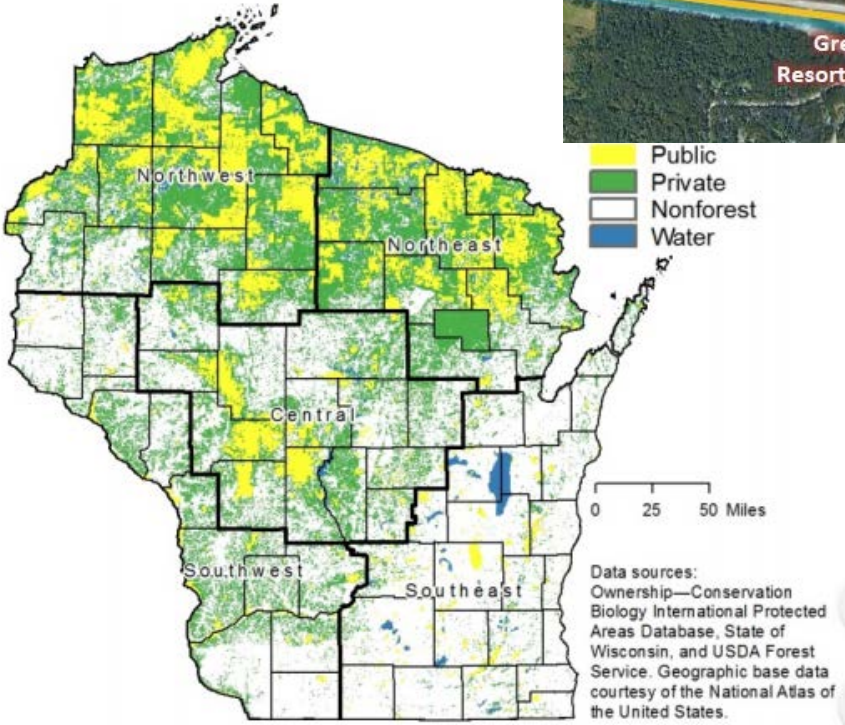 Gre
Resort
Public
Private
Nonforest
Water
Northwest
Northeast
Central
Southwest
Southeast
0 25 50 Miles
Data sources:
Ownership—Conservation
Biology International Protected
Areas Database, State of
Wisconsin, and USDA Forest
Service. Geographic base data
courtesy of the National Atlas of
the United States.